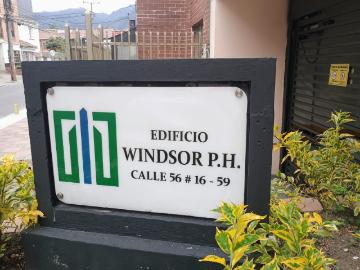 EDIFICIO
WINDSOR P.H.
CALLE 56 # 16 - 59